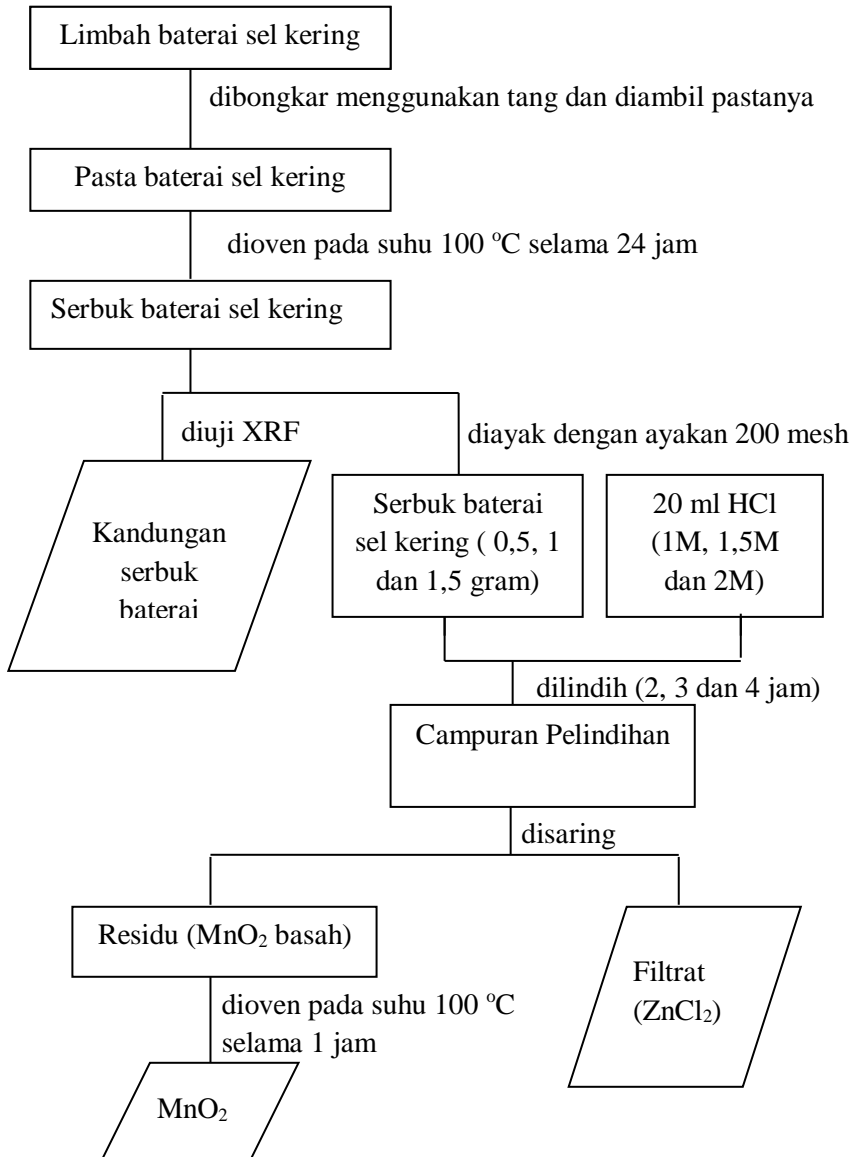 Limbah baterai sel kering
dibongkar menggunakan tang dan diambil pastanya
Pasta baterai sel kering
dioven pada suhu 100 °C selama 24 jam
Serbuk baterai sel kering
diuji XRF
diayak dengan ayakan 200 mesh
Kandungan
serbuk
baterai
Serbuk baterai
sel kering ( 0,5, 1
dan 1,5 gram)
20 ml HCl
(1M, 1,5M
dan 2M)
dilindih (2, 3 dan 4 jam)
Campuran Pelindihan
disaring
Residu (MnO₂ basah)
dioven pada suhu 100 °C
selama 1 jam
MnO₂
Filtrat
(ZnCl₂)